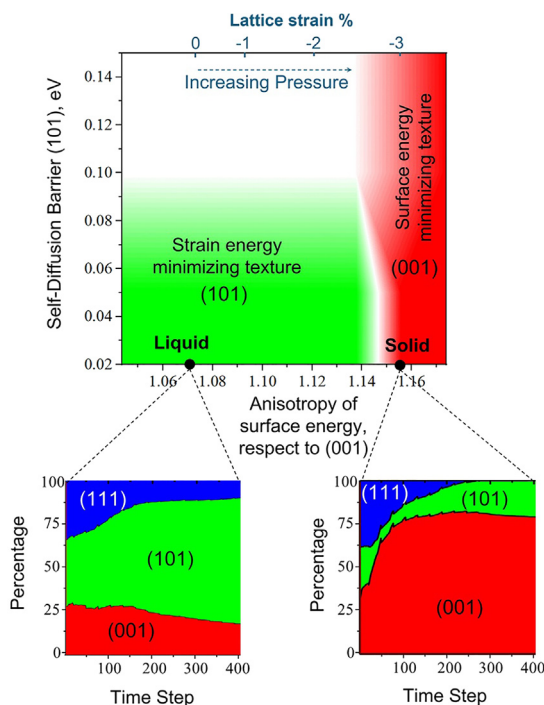 Lattice strain %
0 -1 -2 -3
Increasing Pressure
Self-Diffusion Barrier (101), eV
0.15
0.14
0.12
0.10
0.08
0.06
0.04
0.02
Surface energy
minimizing texture
(001)
Strain energy
minimizing texture
(101)
Liquid
Solid
1.06 1.08 1.10 1.12 1.14 1.16
Anisotropy of
surface energy,
respect to (001)
Percentage
100
75
50
25
0
(111)
(101)
(001)
100 200 300 400
Time Step
Percentage
100
75
50
25
0
(111)
(101)
(001)
100 200 300 400
Time Step